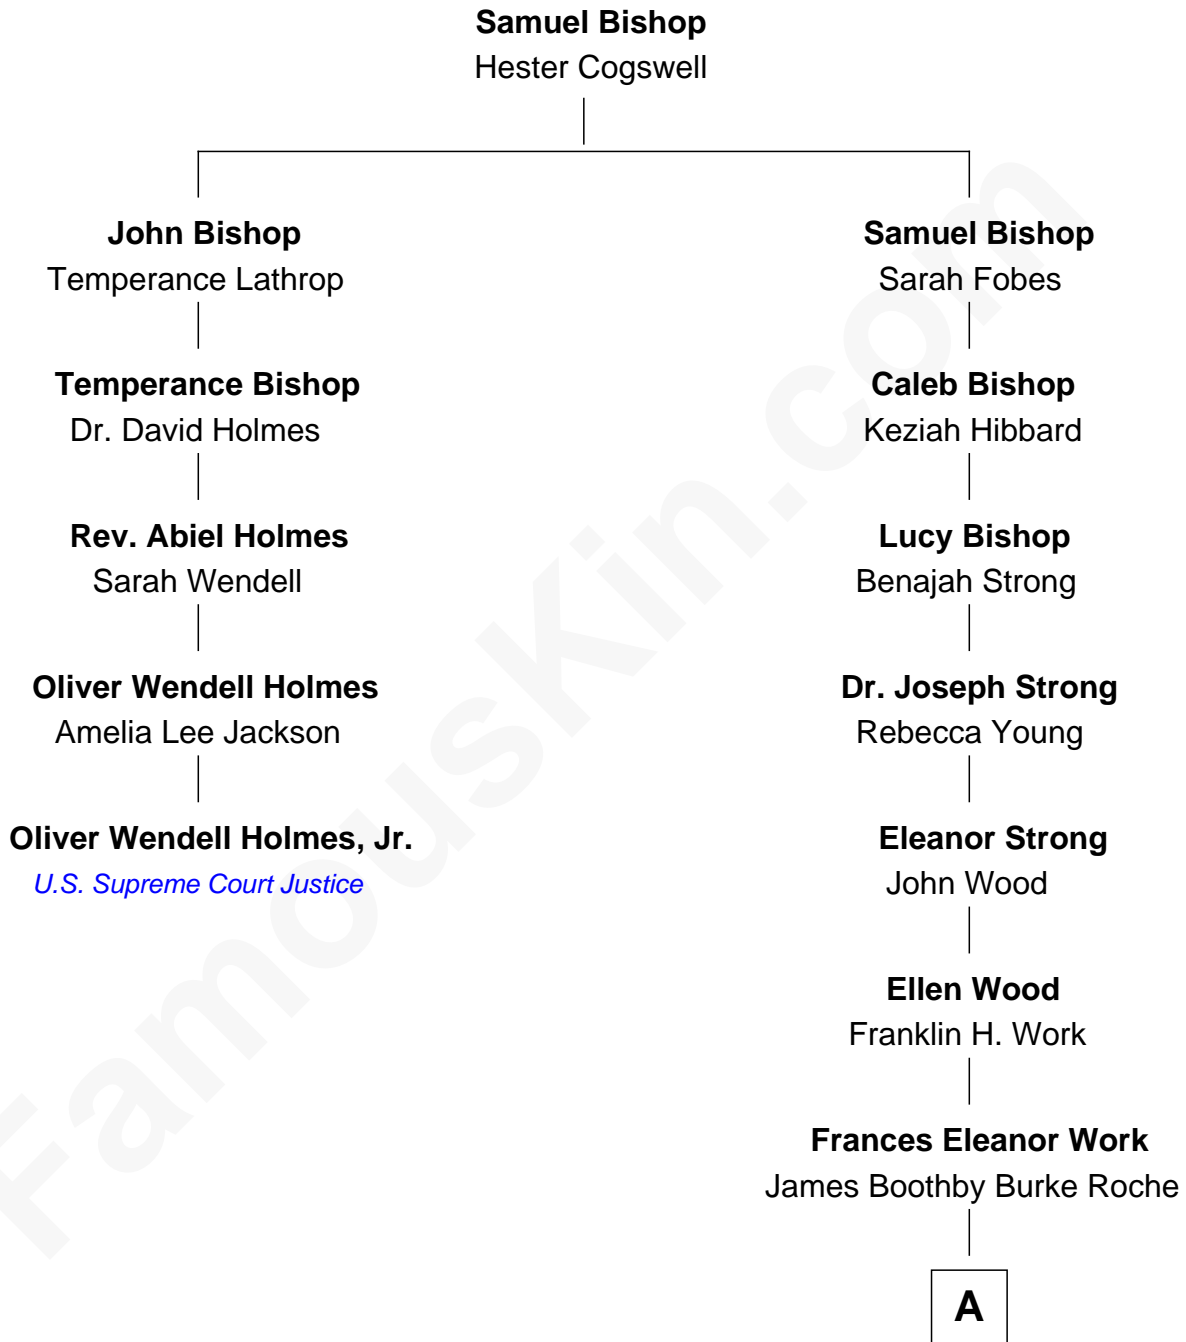 Samuel Bishop
Hester Cogswell
John Bishop
Temperance Lathrop
Samuel Bishop
Sarah Fobes
Temperance Bishop
Dr. David Holmes
Caleb Bishop
Keziah Hibbard
Rev. Abiel Holmes
Sarah Wendell
Lucy Bishop
Benajah Strong
Oliver Wendell Holmes
Amelia Lee Jackson
Dr. Joseph Strong
Rebecca Young
Oliver Wendell Holmes, Jr.
U.S. Supreme Court Justice
Eleanor Strong
John Wood
Ellen Wood
Franklin H. Work
Frances Eleanor Work
James Boothby Burke Roche
A
FamousKin.com